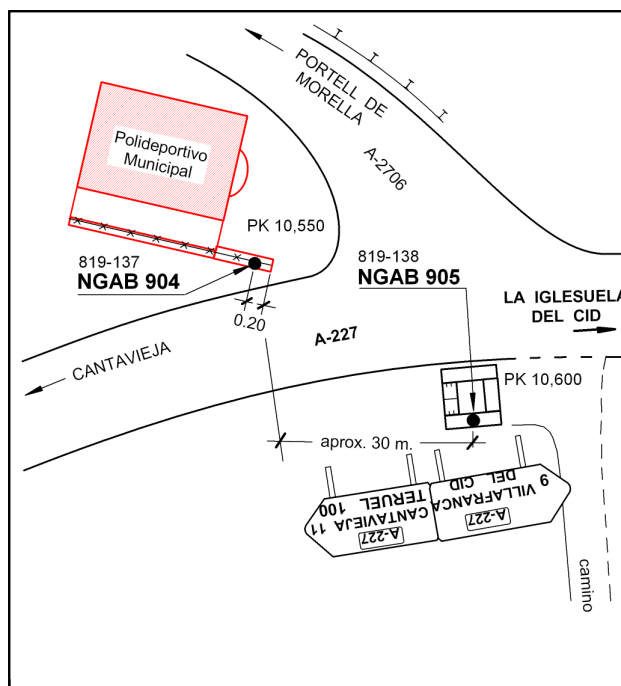 PORTELL DE
MORELLA
A-2706
Polideportivo
Municipal
PK 10,550
819-137
NGAB 904
819-138
NGAB 905
0.20
LA IGLESUELA
DEL CID
A-227
CANTAVIEJA
PK 10,600
aprox. 30 m.
9 VILLAFRANCA
DEL CID
A-227
CANTAVIEJA 11
TERUEL 100
A-227
camino